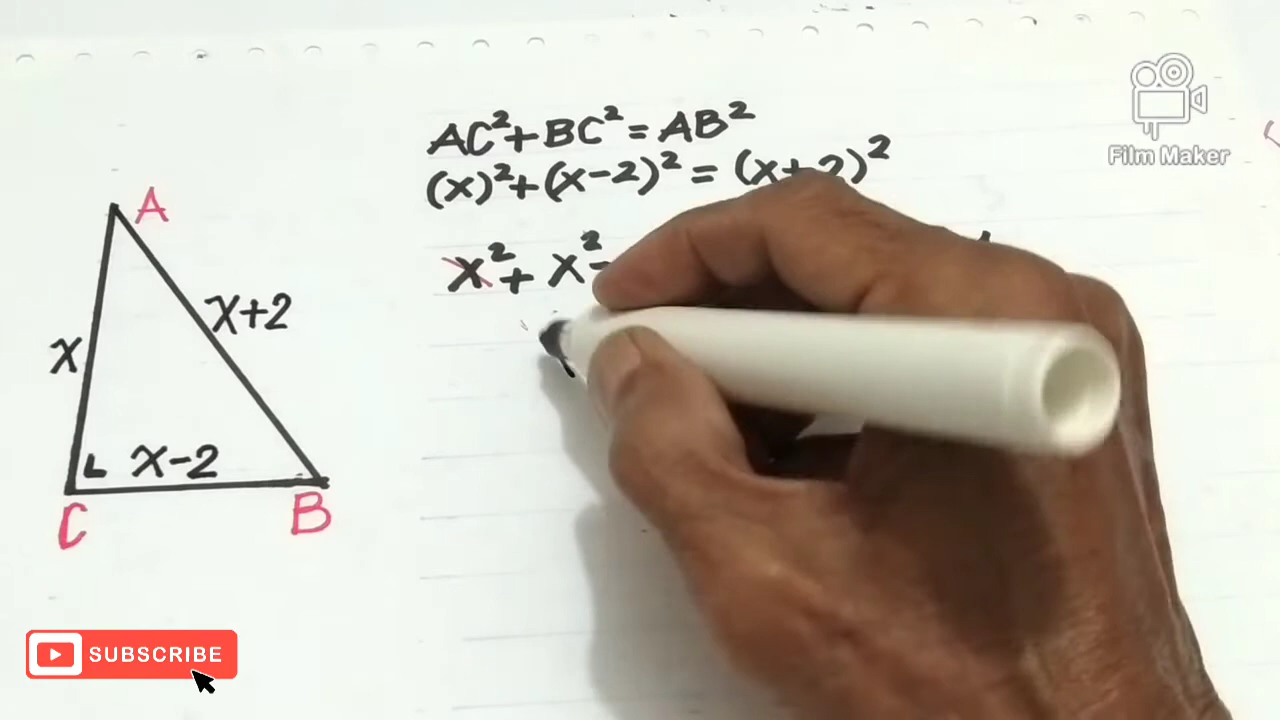 AC²+BC²=AB²
(x)²+(x-2)²=(x+2)²
x²+x²-
A
x+2
x
x-2
C
B
Film Maker
SUBSCRIBE